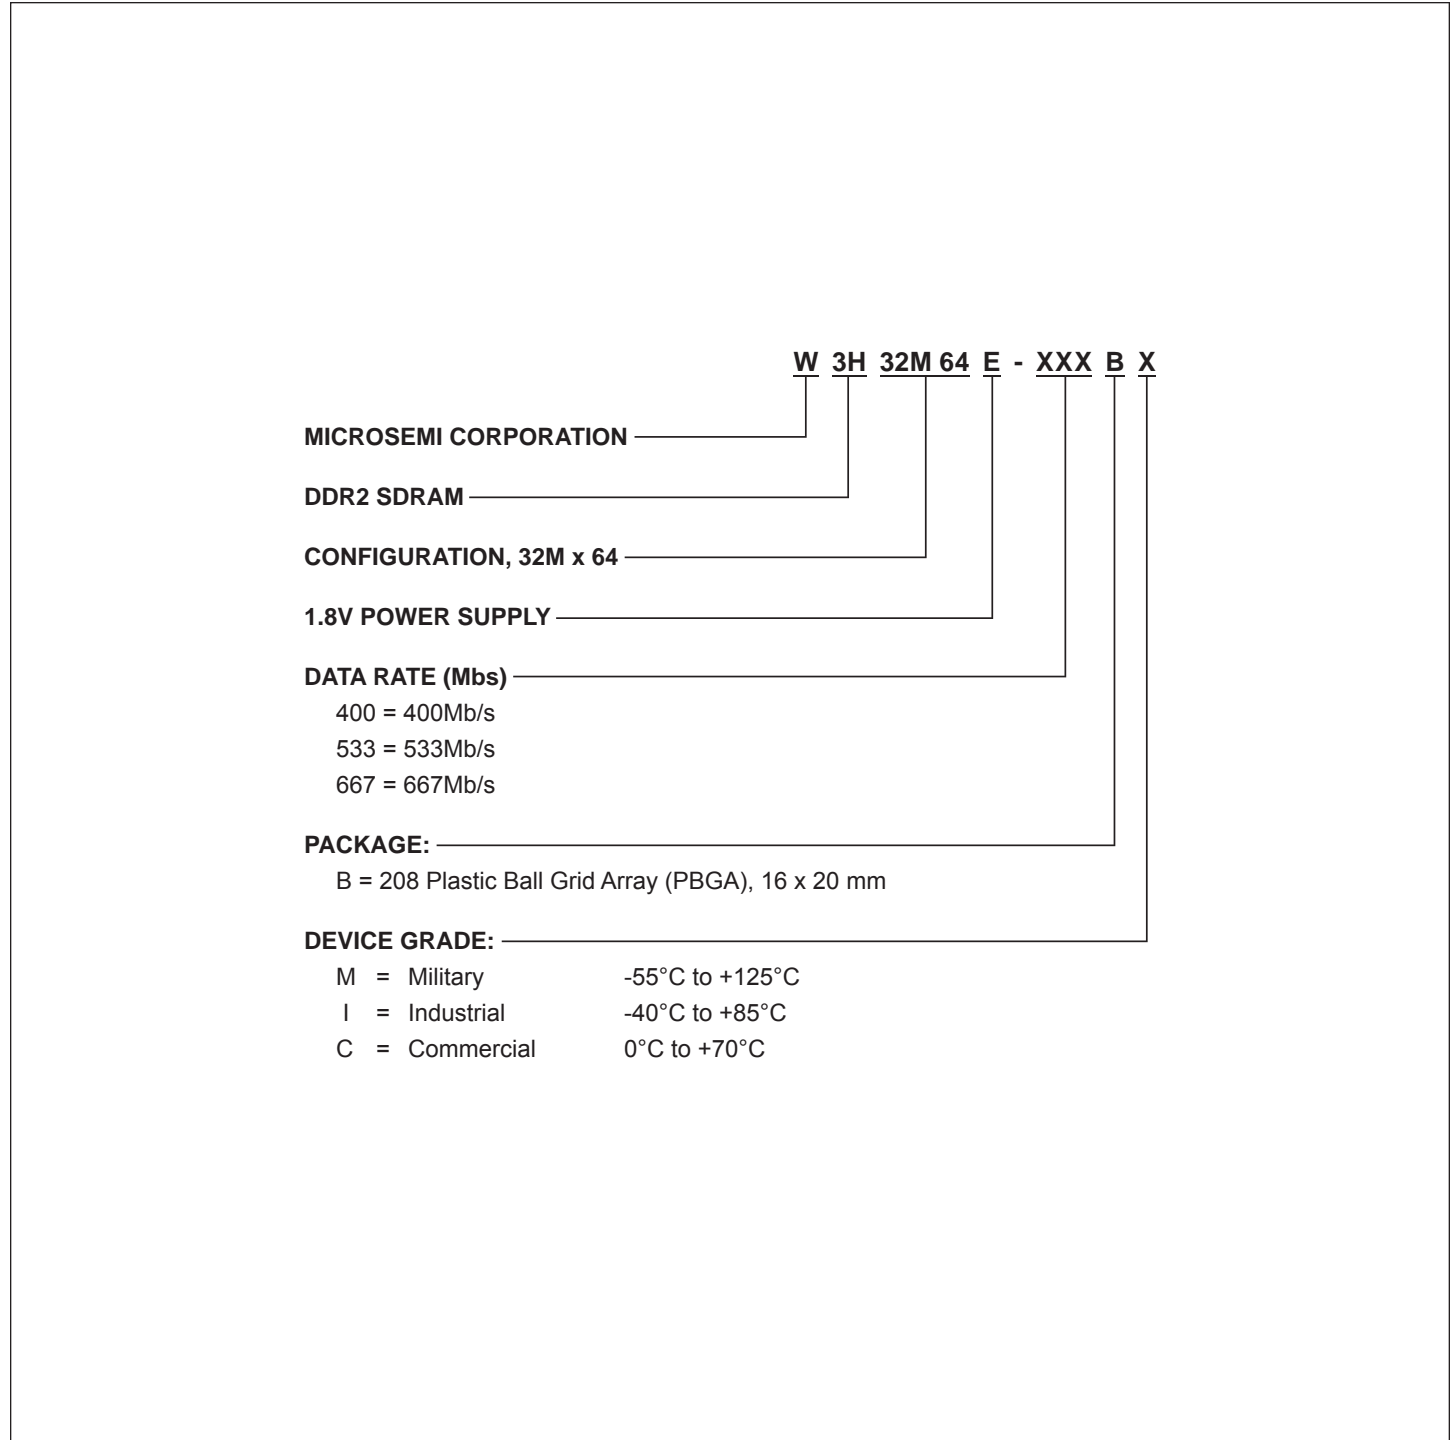 W 3H 32M 64 E - XXX B X
MICROSEMI CORPORATION
DDR2 SDRAM
CONFIGURATION, 32M x 64
1.8V POWER SUPPLY
DATA RATE (Mbs)
400 = 400Mb/s
533 = 533Mb/s
667 = 667Mb/s
PACKAGE:
B = 208 Plastic Ball Grid Array (PBGA), 16 x 20 mm
DEVICE GRADE:
M = Military -55°C to +125°C
I = Industrial -40°C to +85°C
C = Commercial 0°C to +70°C